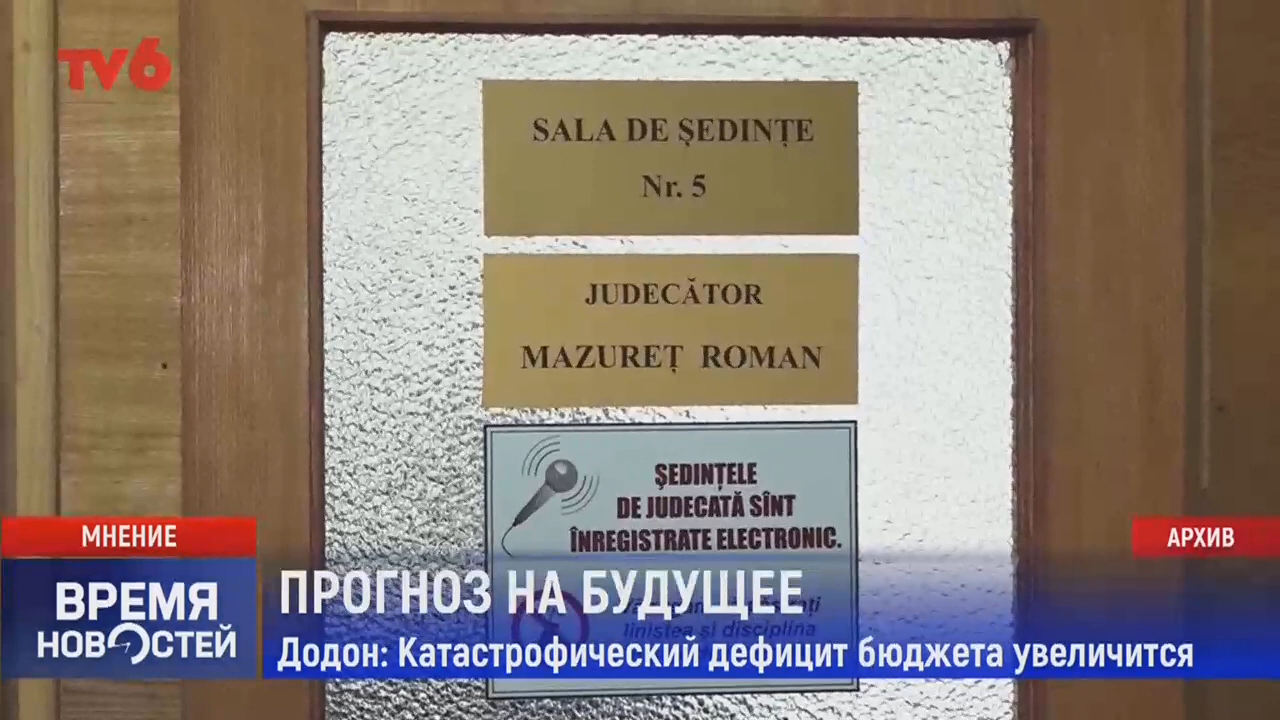 TV6
SALA DE ȘEDINȚE
Nr. 5
JUDECĂTOR
MAZUREȚ ROMAN
ŞEDINŢELE
DE JUDECATĂ SÎNT
ÎNREGISTRATE ELECTRONIC.
liniștea și disciplina
МНЕНИЕ
АРХИВ
ВРЕМЯ
НОВОСТЕЙ
ПРОГНОЗ НА БУДУЩЕЕ
Додон: Катастрофический дефицит бюджета увеличится